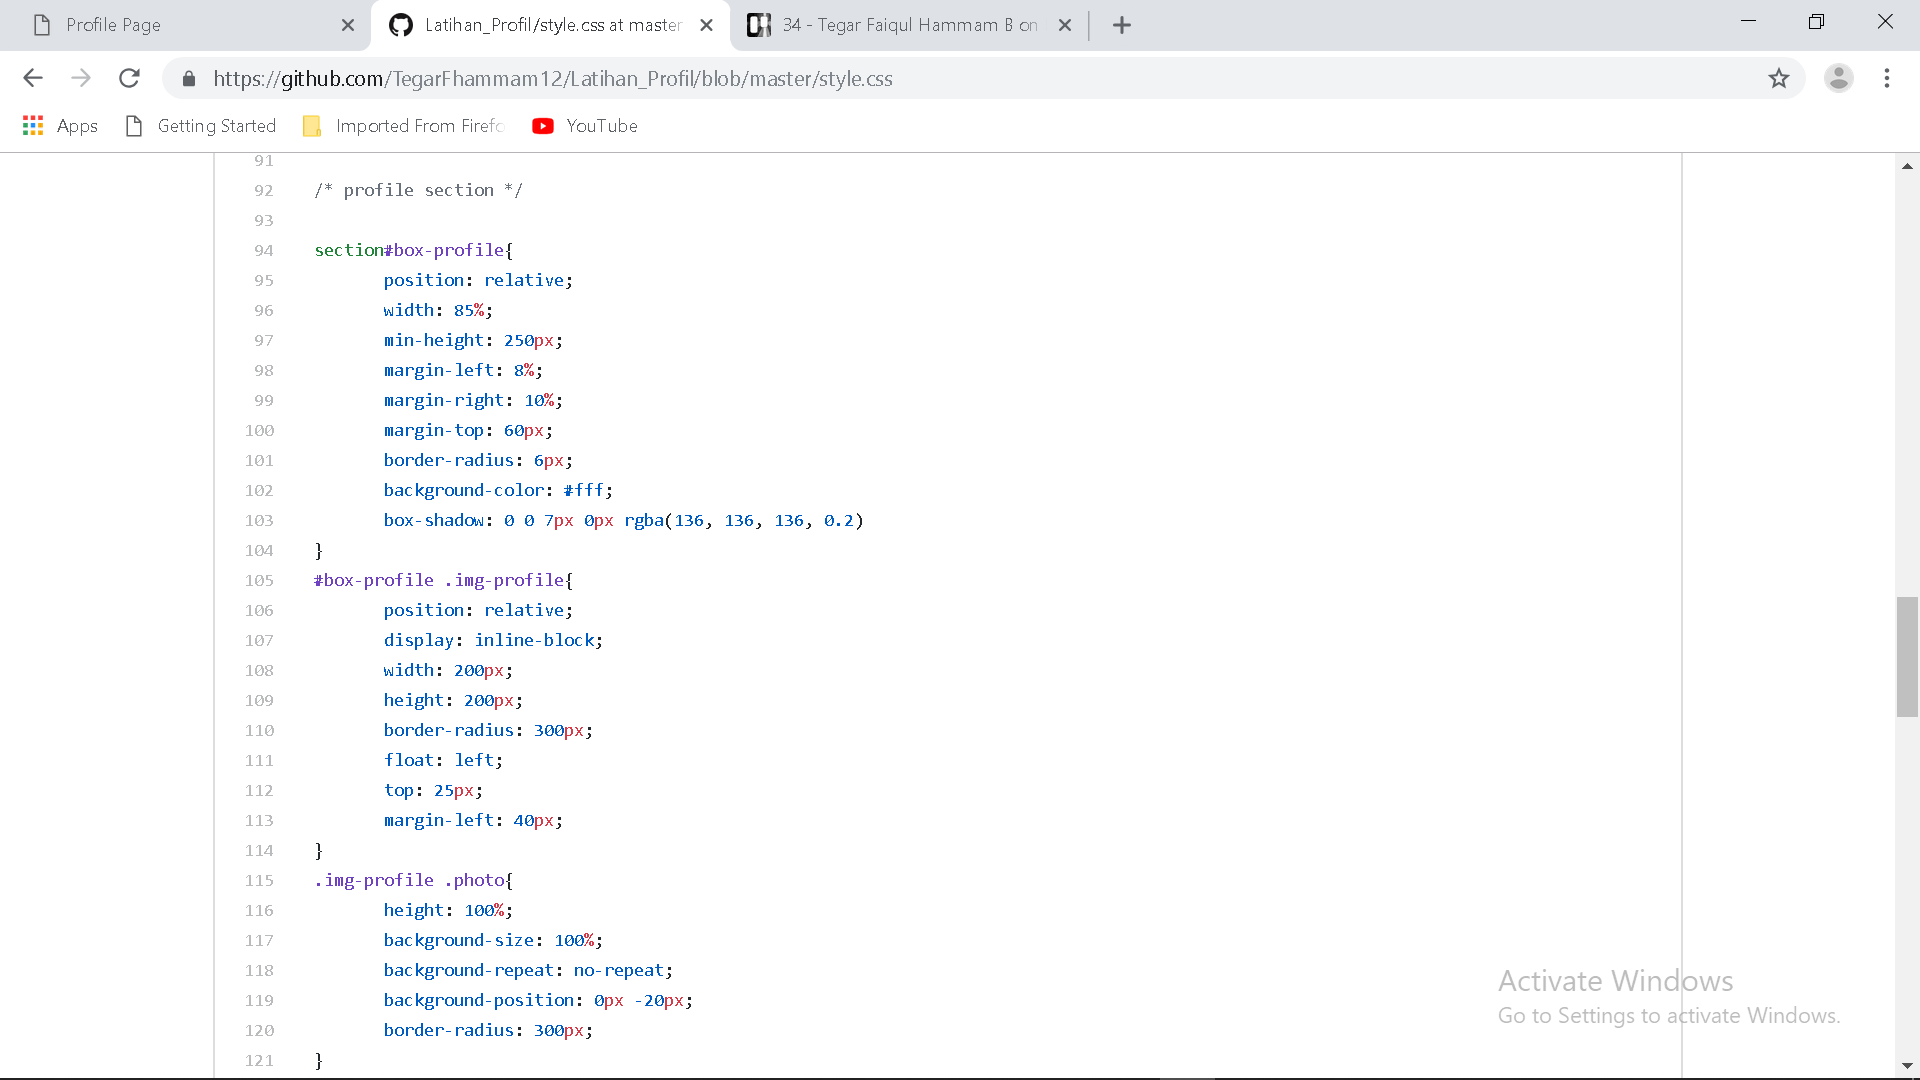 Profile Page
Latihan_Profil/style.css at master
34 - Tegar Faiqul Hammam B on
https://github.com/TegarFhammam12/Latihan_Profil/blob/master/style.css
Apps
Getting Started
Imported From Firefo
YouTube
91
92 /* profile section */
93
94 section#box-profile{
95 position: relative;
96 width: 85%;
97 min-height: 250px;
98 margin-left: 8%;
99 margin-right: 10%;
100 margin-top: 60px;
101 border-radius: 6px;
102 background-color: #fff;
103 box-shadow: 0 0 7px 0px rgba(136, 136, 136, 0.2)
104 }
105 #box-profile .img-profile{
106 position: relative;
107 display: inline-block;
108 width: 200px;
109 height: 200px;
110 border-radius: 300px;
111 float: left;
112 top: 25px;
113 margin-left: 40px;
114 }
115 .img-profile .photo{
116 height: 100%;
117 background-size: 100%;
118 background-repeat: no-repeat;
119 background-position: 0px -20px;
120 border-radius: 300px;
121 }
Activate Windows
Go to Settings to activate Windows.